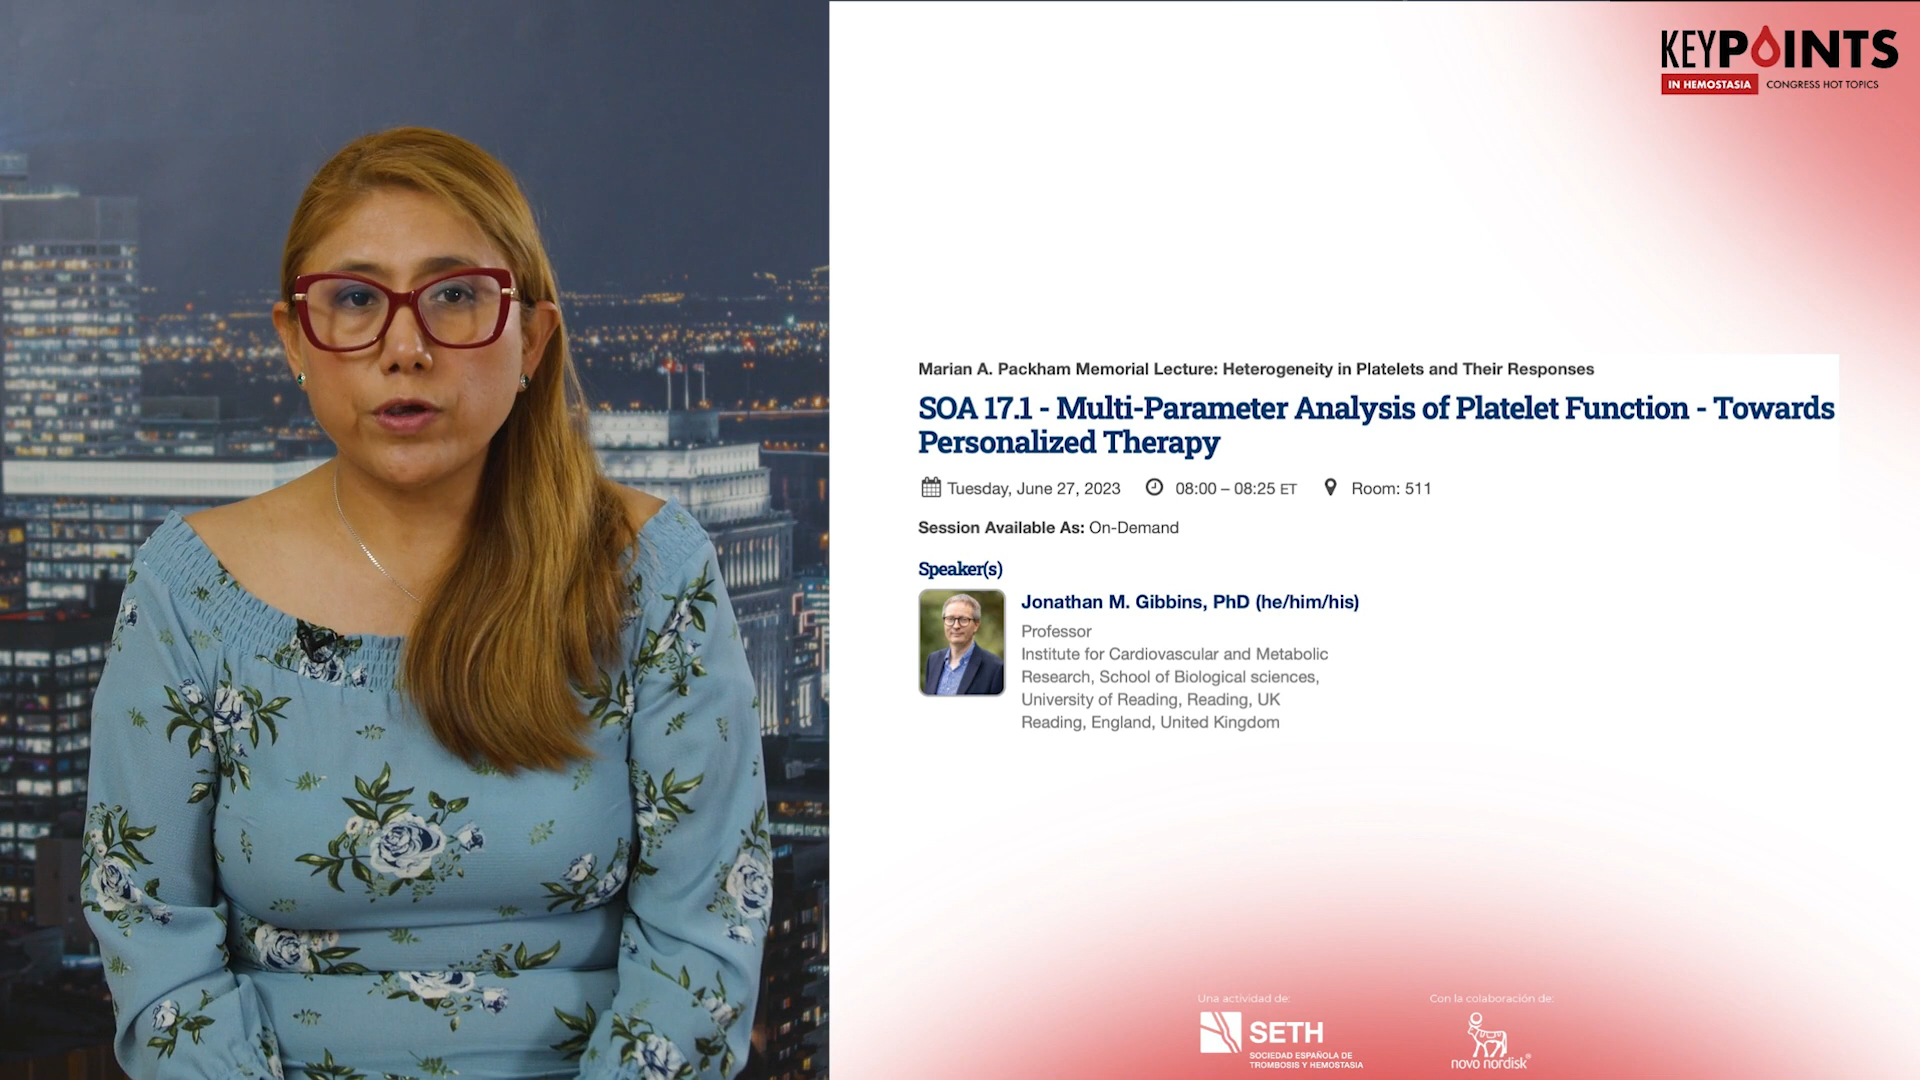 KEYPOINTS
IN HEMOSTASIA CONGRESS HOT TOPICS
Marian A. Packham Memorial Lecture: Heterogeneity in Platelets and Their Responses
SOA 17.1 - Multi-Parameter Analysis of Platelet Function - Towards
Personalized Therapy
Tuesday, June 27, 2023 08:00 – 08:25 ET Room: 511
Session Available As: On-Demand
Speaker(s)
Jonathan M. Gibbins, PhD (he/him/his)
Professor
Institute for Cardiovascular and Metabolic
Research, School of Biological sciences,
University of Reading, Reading, UK
Reading, England, United Kingdom
Una actividad de:
SETH
SOCIEDAD ESPAÑOLA DE
TROMBOSIS Y HEMOSTASIA
Con la colaboración de:
novo nordisk®